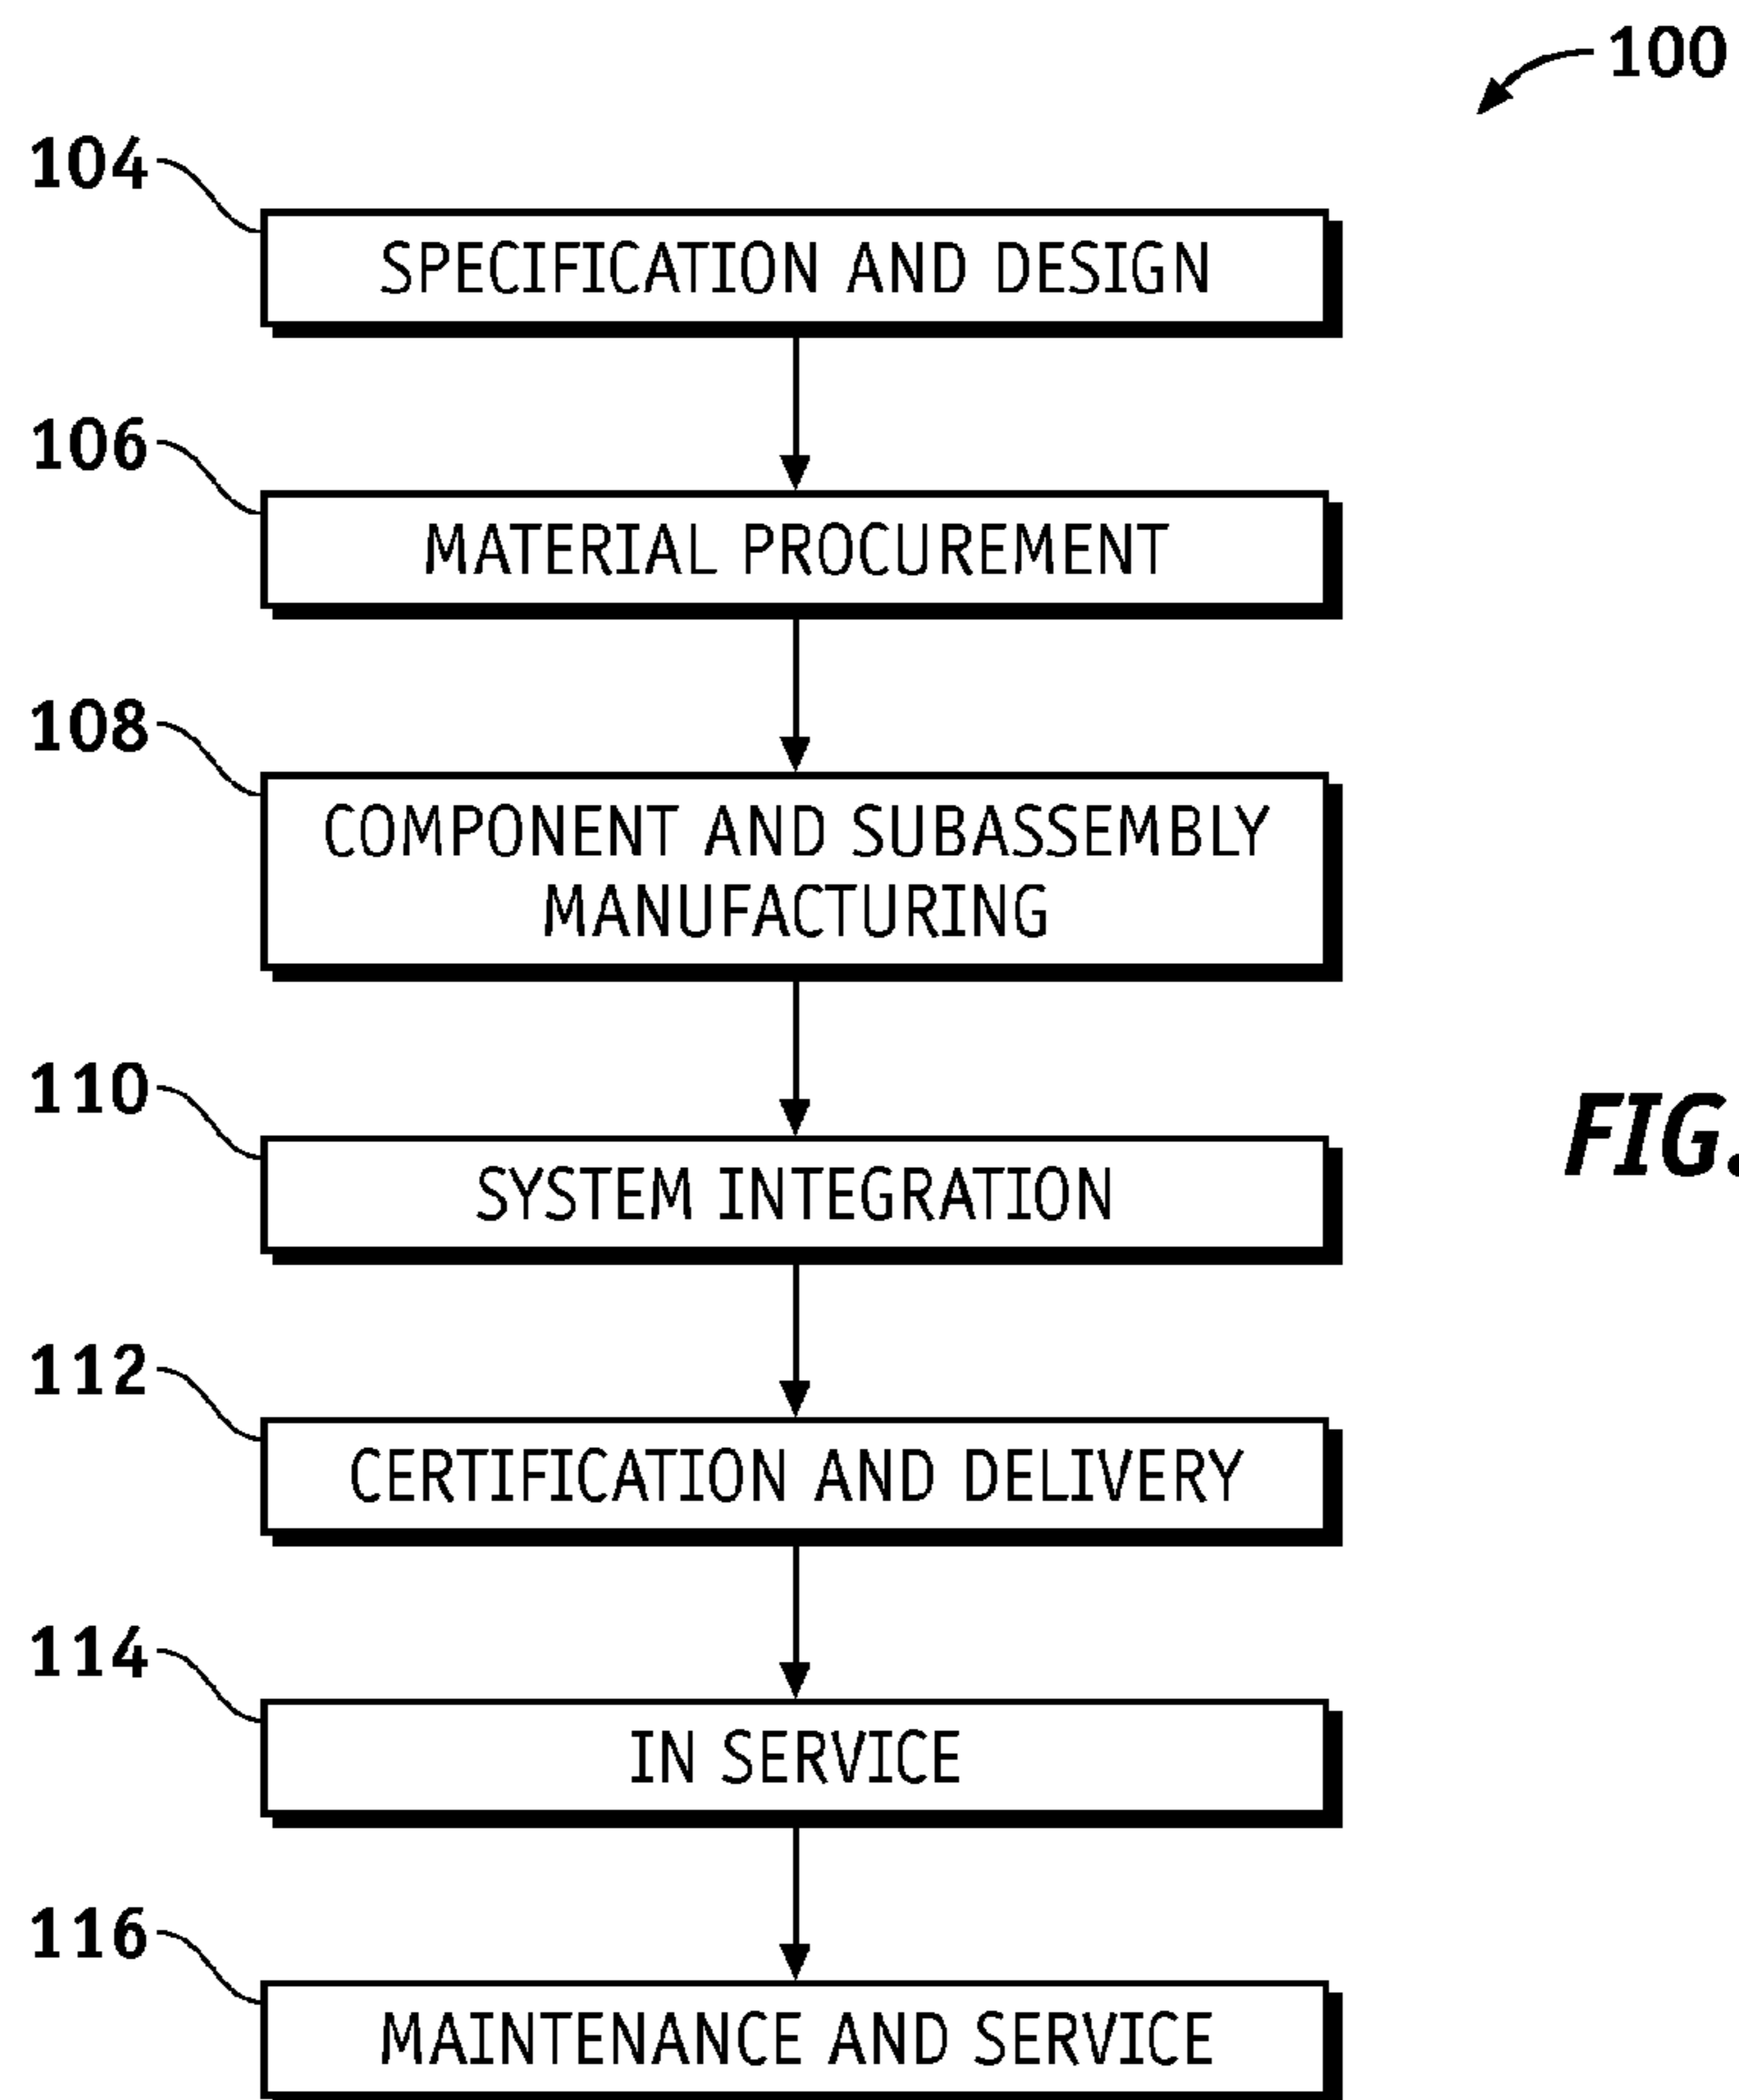 100
104
SPECIFICATION AND DESIGN
106
MATERIAL PROCUREMENT
108
COMPONENT AND SUBASSEMBLY
MANUFACTURING
110
SYSTEM INTEGRATION
FIG.
112
CERTIFICATION AND DELIVERY
114
IN SERVICE
116
MAINTENANCE AND SERVICE